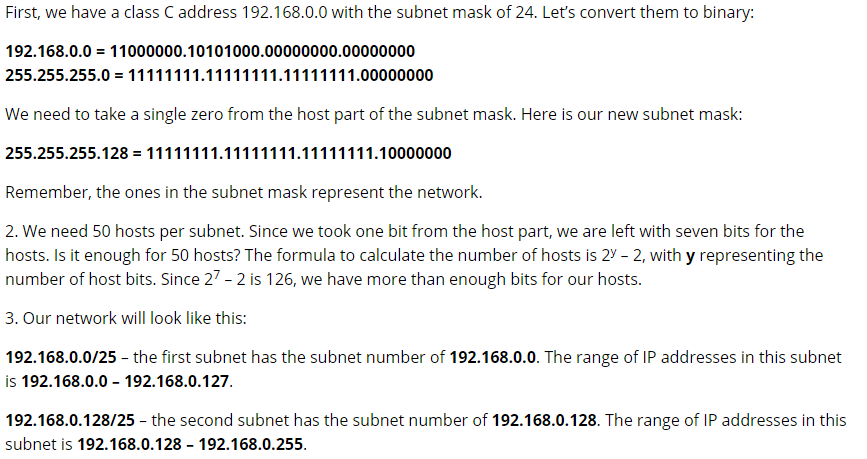 First, we have a class C address 192.168.0.0 with the subnet mask of 24. Let’s convert them to binary:
192.168.0.0 = 11000000.10101000.00000000.00000000
255.255.255.0 = 11111111.11111111.11111111.00000000
We need to take a single zero from the host part of the subnet mask. Here is our new subnet mask:
255.255.255.128 = 11111111.11111111.11111111.10000000
Remember, the ones in the subnet mask represent the network.
2. We need 50 hosts per subnet. Since we took one bit from the host part, we are left with seven bits for the
hosts. Is it enough for 50 hosts? The formula to calculate the number of hosts is 2ʸ – 2, with y representing the
number of host bits. Since 2⁷ – 2 is 126, we have more than enough bits for our hosts.
3. Our network will look like this:
192.168.0.0/25 – the first subnet has the subnet number of 192.168.0.0. The range of IP addresses in this subnet
is 192.168.0.0 – 192.168.0.127.
192.168.0.128/25 – the second subnet has the subnet number of 192.168.0.128. The range of IP addresses in this
subnet is 192.168.0.128 – 192.168.0.255.